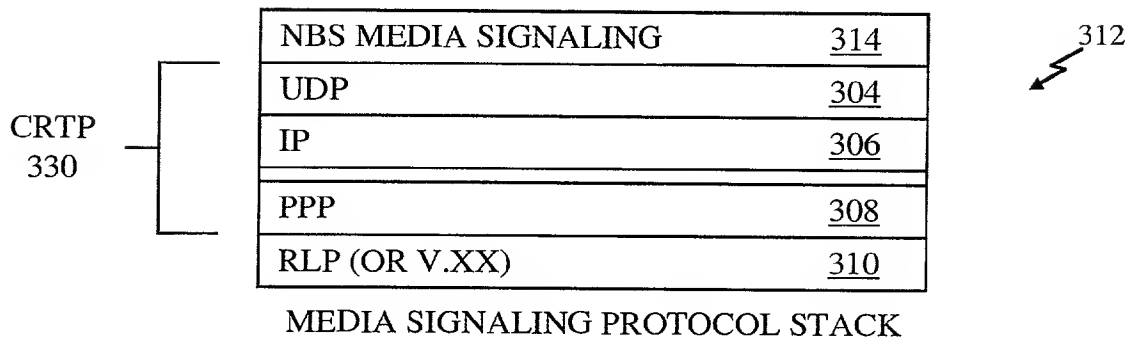 NBS MEDIA SIGNALING 314
312
UDP 304
CRTP
330
IP 306
PPP 308
RLP (OR V.XX) 310
MEDIA SIGNALING PROTOCOL STACK